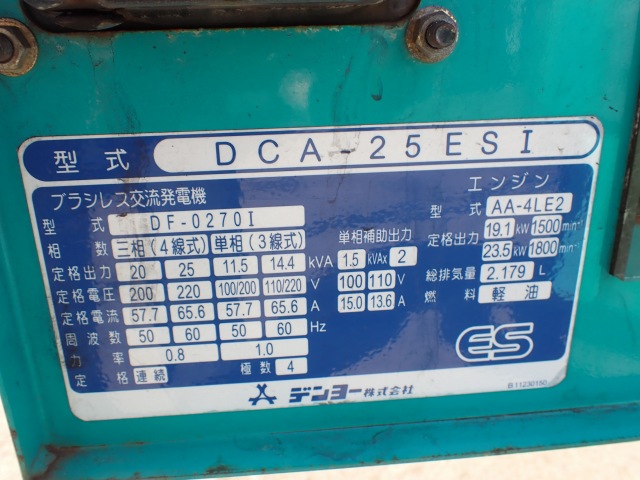 型式 DCA-25ESI
ブラシレス交流発電機
型式 DF-0270I
相数 三相(4線式) 単相(3線式)
定格出力 20 25 11.5 14.4 kVA
定格電圧 200 220 100/200 110/220 V
定格電流 57.7 65.6 57.7 65.6 A
周波数 50 60 50 60 Hz
力率 0.8 1.0
定格 連続 極数 4
単相補助出力
1.5 kVA× 2
100 110 V
15.0 13.6 A
エンジン
型式 AA-4LE2
定格出力 19.1 kW 1500 min⁻¹
23.5 kW 1800 min⁻¹
総排気量 2.179 L
燃料 軽油
ES
デンヨー株式会社
B11230150